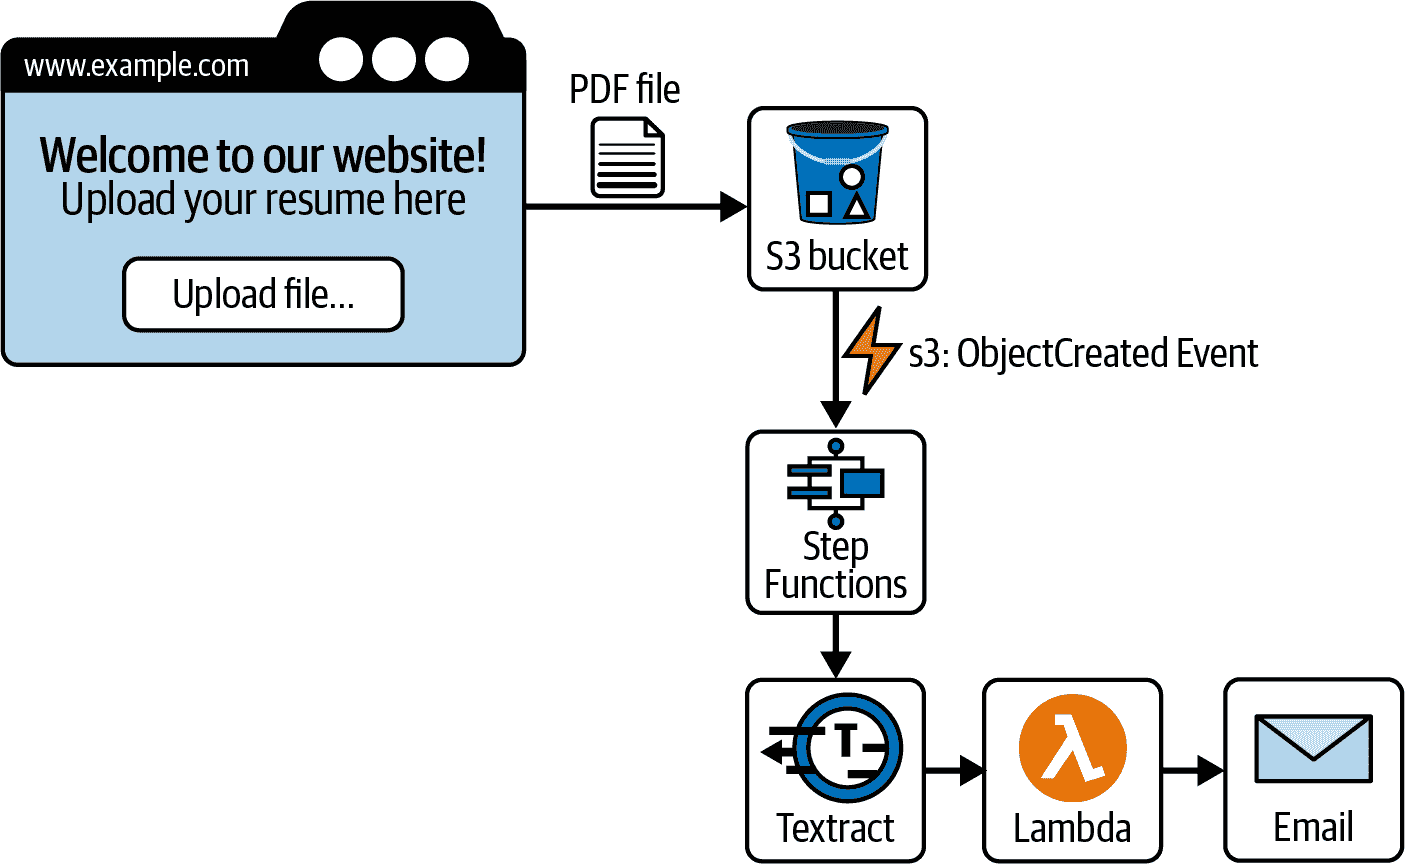 www.example.com
Welcome to our website!
Upload your resume here
Upload file...
PDF file
S3 bucket
s3: ObjectCreated Event
Step
Functions
T
Textract
λ
Lambda
Email